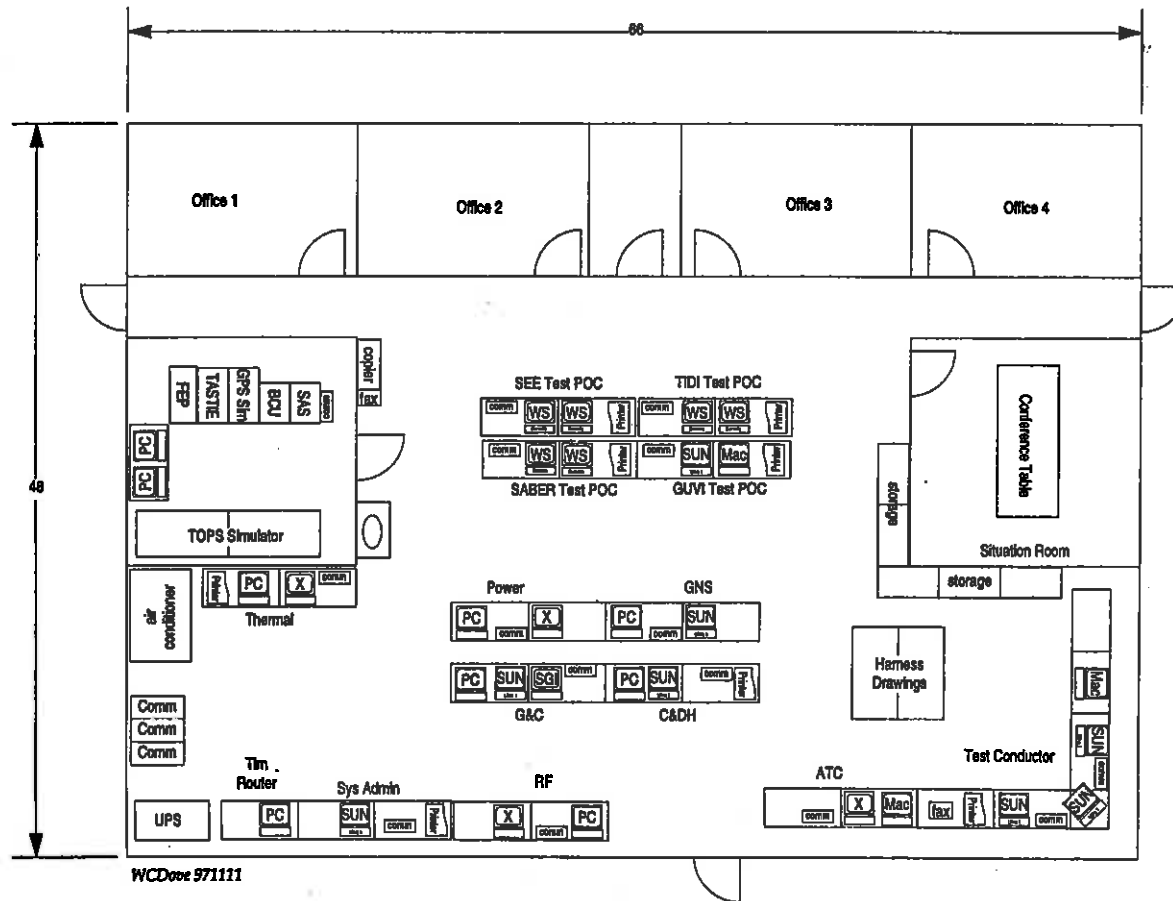 66
48
Office 1
Office 2
Office 3
Office 4
FEP
TASTIE
GPS Sim
BCU
SAS
copier
fax
PC
PC
TOPS Simulator
SEE Test POC
TIDI Test POC
comm
WS
WS
Printer
comm
WS
WS
Printer
comm
WS
WS
Printer
comm
SUN
Mac
Printer
SABER Test POC
GUVI Test POC
Conference Table
storage
Situation Room
storage
air
conditioner
Printer
PC
X
comm
Thermal
Power
GNS
PC
comm
X
PC
comm
SUN
PC
SUN
SGI
comm
PC
SUN
comm
Printer
G&C
C&DH
Harness
Drawings
Mac
SUN
comm
Comm
Comm
Comm
Tlm
Router
Sys Admin
RF
ATC
Test Conductor
UPS
PC
SUN
comm
Printer
X
comm
PC
comm
X
Mac
fax
Printer
SUN
comm
SUN
WCDove 971111